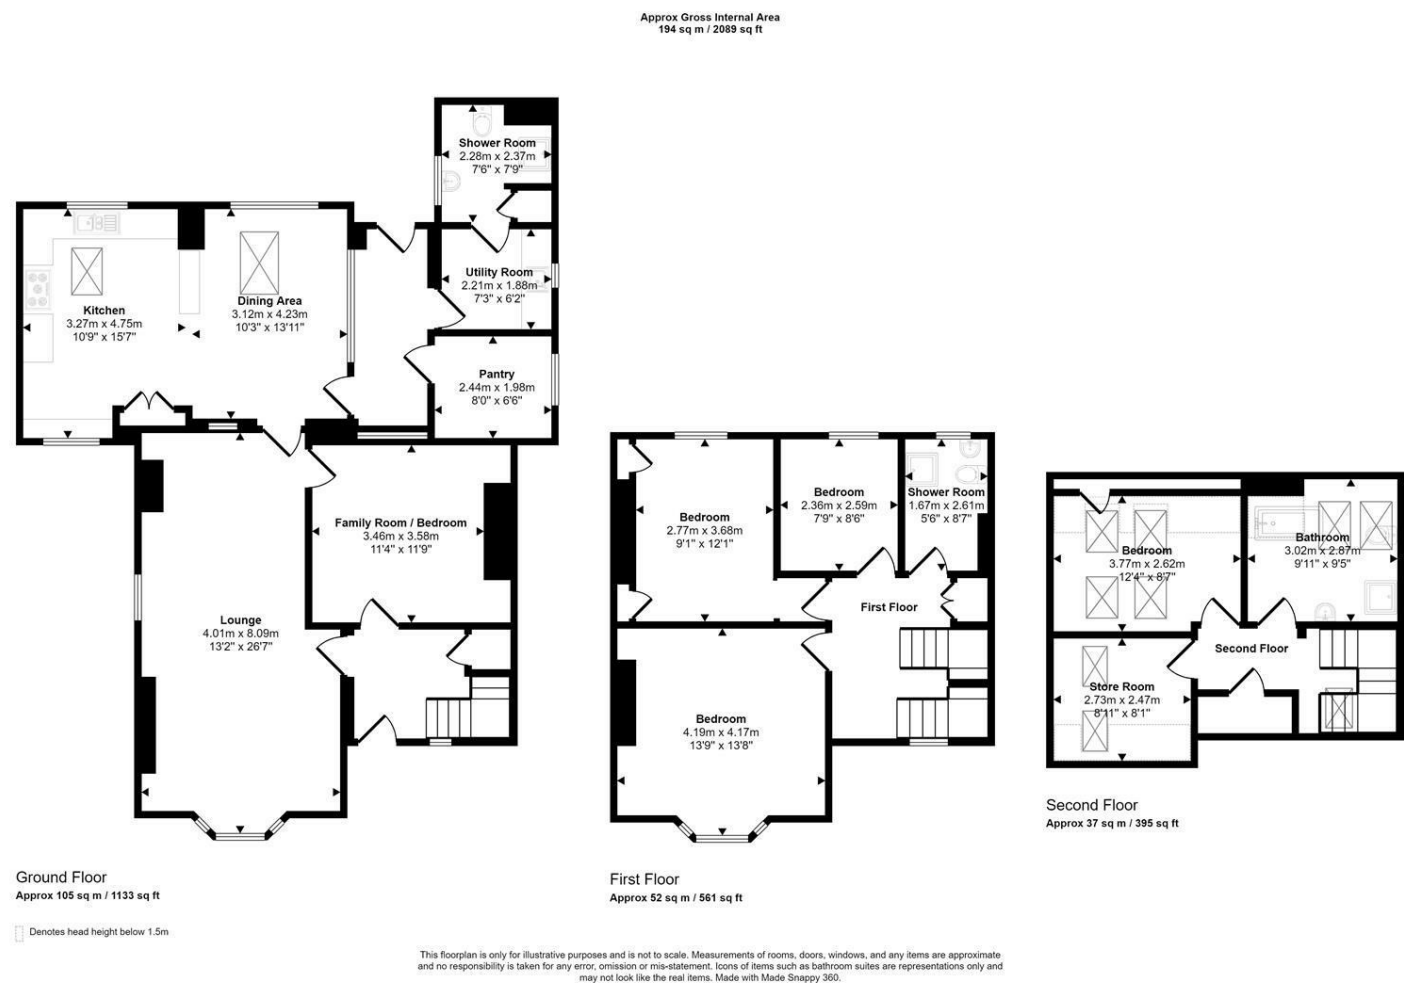 Approx Gross Internal Area
194 sq m / 2089 sq ft
Shower Room
2.28m x 2.37m
7'6" x 7'9"
Utility Room
2.21m x 1.88m
7'3" x 6'2"
Kitchen
3.27m x 4.75m
10'9" x 15'7"
Dining Area
3.12m x 4.23m
10'3" x 13'11"
Pantry
2.44m x 1.98m
8'0" x 6'6"
Family Room / Bedroom
3.46m x 3.58m
11'4" x 11'9"
Lounge
4.01m x 8.09m
13'2" x 26'7"
Ground Floor
Approx 105 sq m / 1133 sq ft
Denotes head height below 1.5m
Bedroom
2.77m x 3.68m
9'1" x 12'1"
Bedroom
2.36m x 2.59m
7'9" x 8'6"
Shower Room
1.67m x 2.61m
5'6" x 8'7"
First Floor
Bedroom
4.19m x 4.17m
13'9" x 13'8"
First Floor
Approx 52 sq m / 561 sq ft
Bedroom
3.77m x 2.62m
12'4" x 8'7"
Bathroom
3.02m x 2.87m
9'11" x 9'5"
Second Floor
Store Room
2.73m x 2.47m
8'11" x 8'1"
Second Floor
Approx 37 sq m / 395 sq ft
This floorplan is only for illustrative purposes and is not to scale. Measurements of rooms, doors, windows, and any items are approximate
and no responsibility is taken for any error, omission or mis-statement. Icons of items such as bathroom suites are representations only and
may not look like the real items. Made with Made Snappy 360.